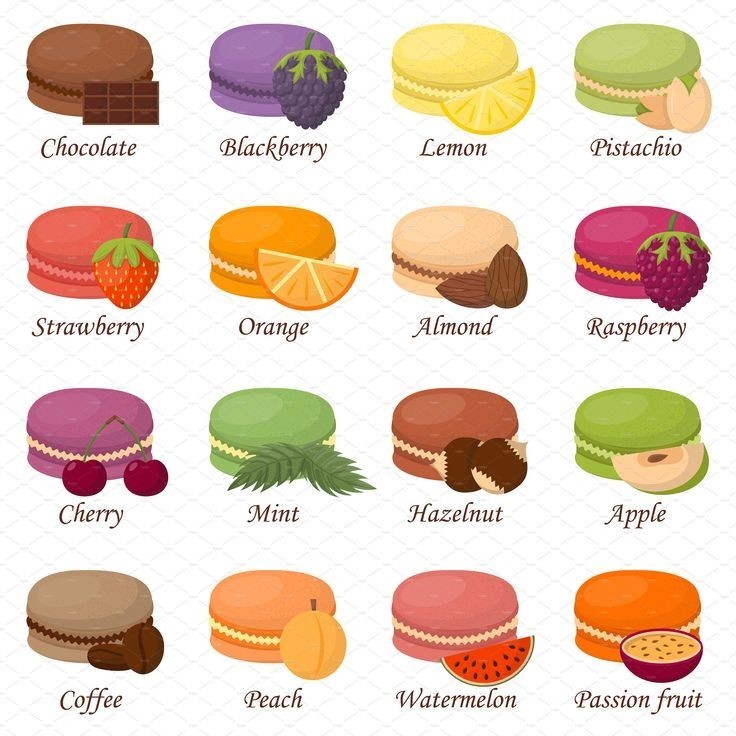 Chocolate
Blackberry
Lemon
Pistachio
Strawberry
Orange
Almond
Raspberry
Cherry
Mint
Hazelnut
Apple
Coffee
Peach
Watermelon
Passion fruit